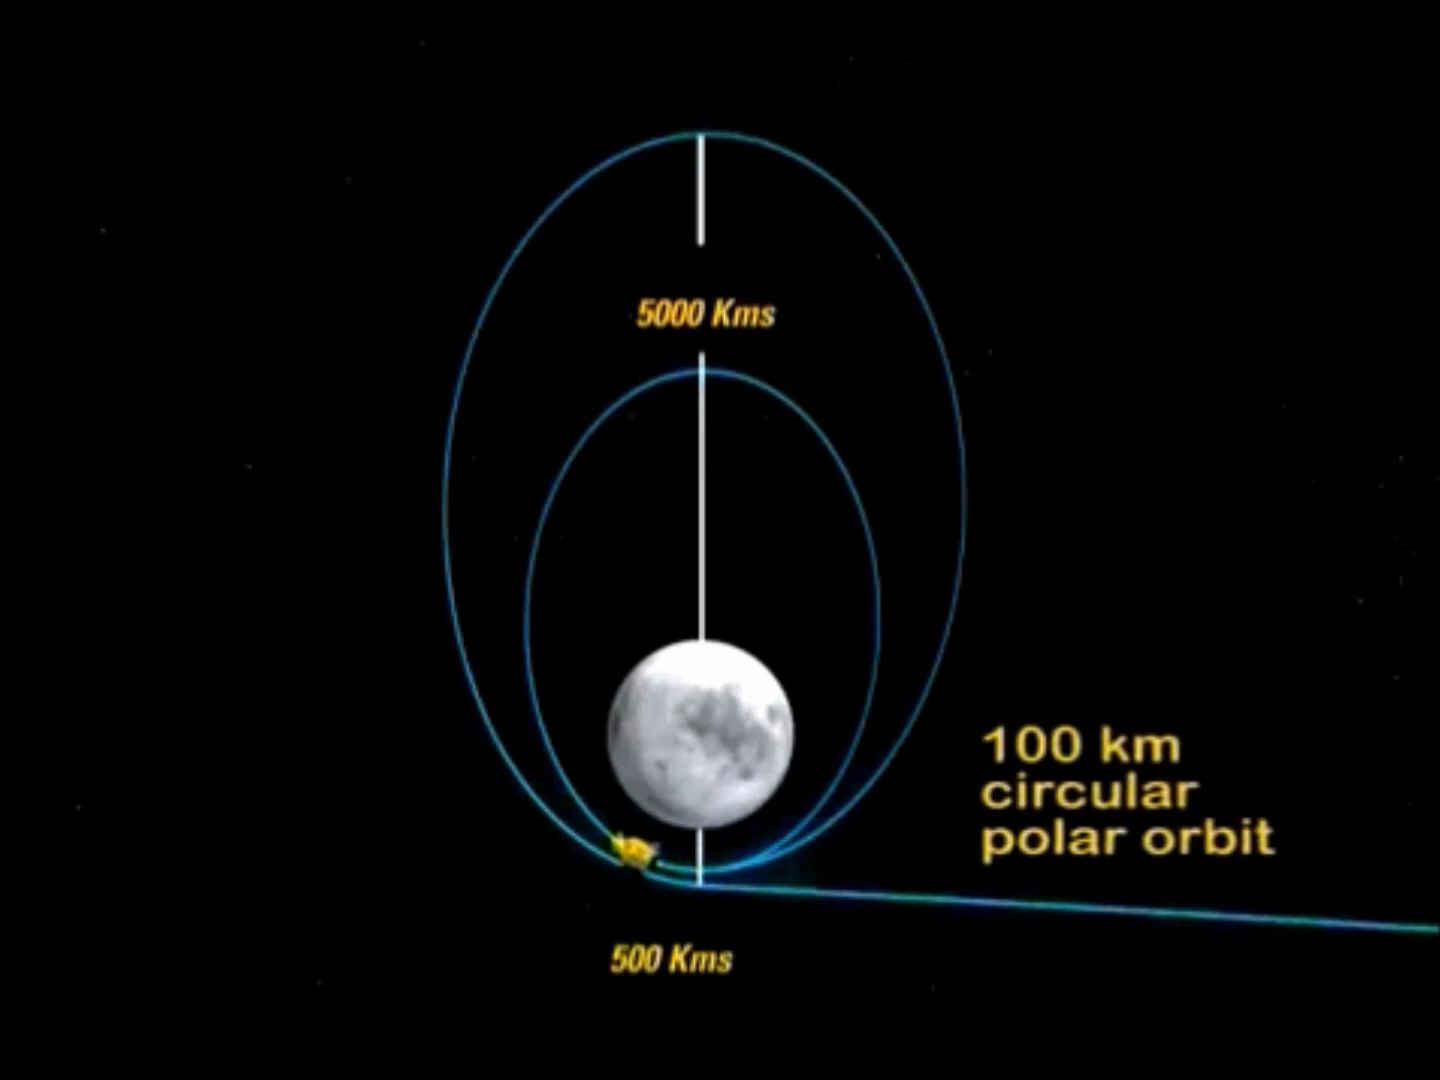 5000 Kms
100 km
circular
polar orbit
500 Kms